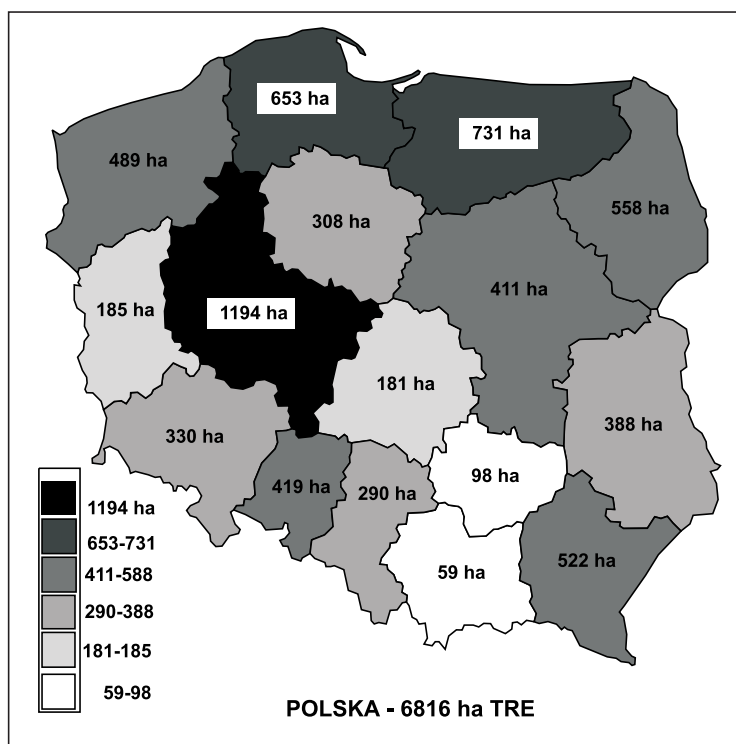 653 ha
731 ha
489 ha
558 ha
308 ha
411 ha
185 ha
1194 ha
181 ha
388 ha
330 ha
98 ha
419 ha
290 ha
522 ha
59 ha
1194 ha
653-731
411-588
290-388
181-185
59-98
POLSKA - 6816 ha TRE